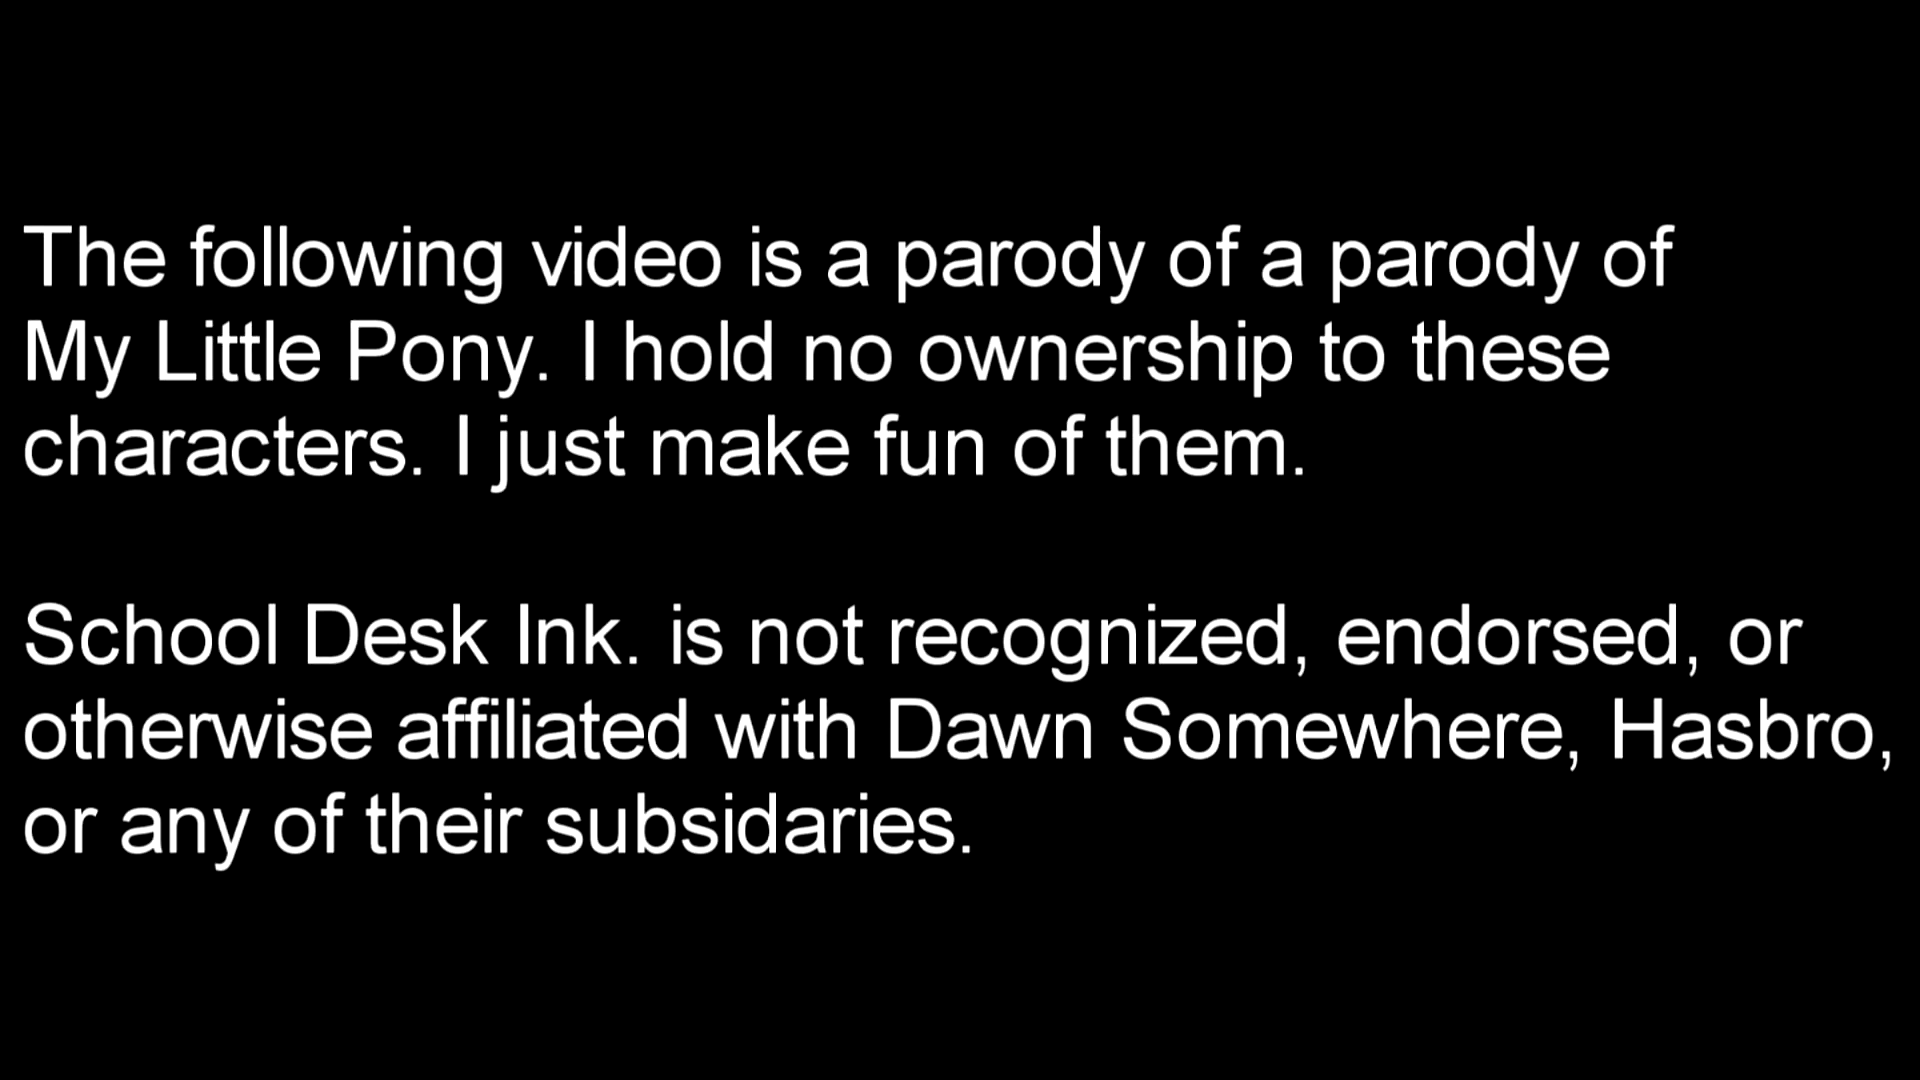 The following video is a parody of a parody of
My Little Pony. I hold no ownership to these
characters. I just make fun of them.
School Desk Ink. is not recognized, endorsed, or
otherwise affiliated with Dawn Somewhere, Hasbro,
or any of their subsidaries.